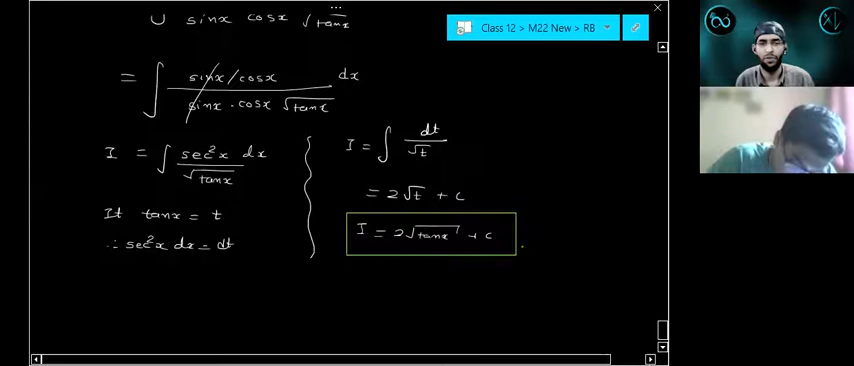 sinx cosx √tanx
Class 12 > M22 New > RB
= ∫ sinx/cosx / sinx · cosx √tanx dx
I = ∫ sec²x / √tanx dx
I = ∫ dt / √t
= 2√t + c
It tanx = t
I = 2√tanx + c
∴ sec²x dx = dt